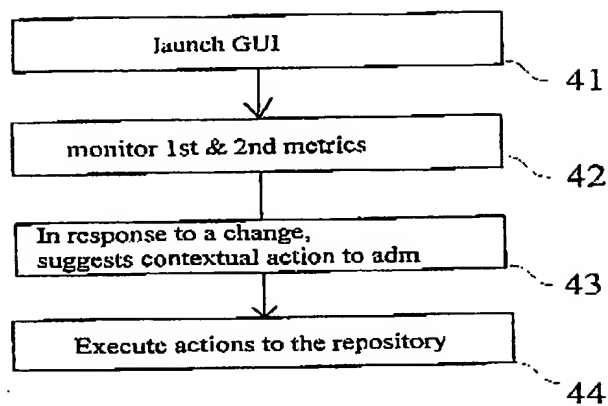 launch GUI
41
monitor 1st & 2nd metrics
42
In response to a change,
suggests contextual action to adm
43
Execute actions to the repository
44